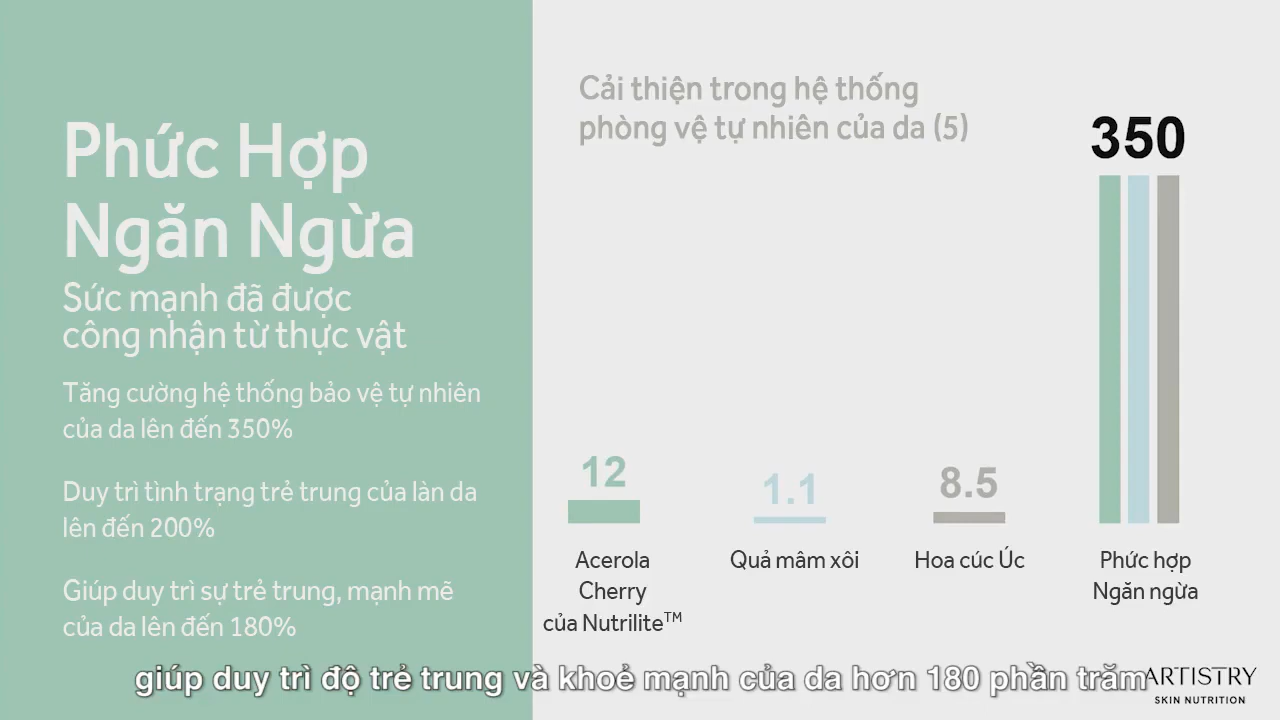 Phức Hợp
Ngăn Ngừa
Sức mạnh đã được
công nhận từ thực vật
Tăng cường hệ thống bảo vệ tự nhiên
của da lên đến 350%
Duy trì tình trạng trẻ trung của làn da
lên đến 200%
Giúp duy trì sự trẻ trung, mạnh mẽ
của da lên đến 180%
Cải thiện trong hệ thống
phòng vệ tự nhiên của da (5)
350
12
1.1
8.5
Acerola
Cherry
của Nutrilite™
Quả mâm xôi
Hoa cúc Úc
Phức hợp
Ngăn ngừa
giúp duy trì độ trẻ trung và khoẻ mạnh của da hơn 180 phần trăm
ARTISTRY
SKIN NUTRITION